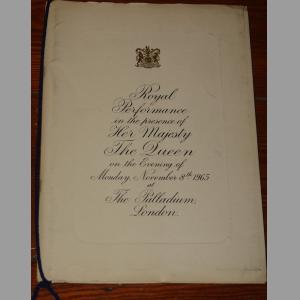 Royal
Performance
in the presence of
Her Majesty
The Queen
on the Evening of
Monday, November 8th 1965
at
The Palladium,
London.